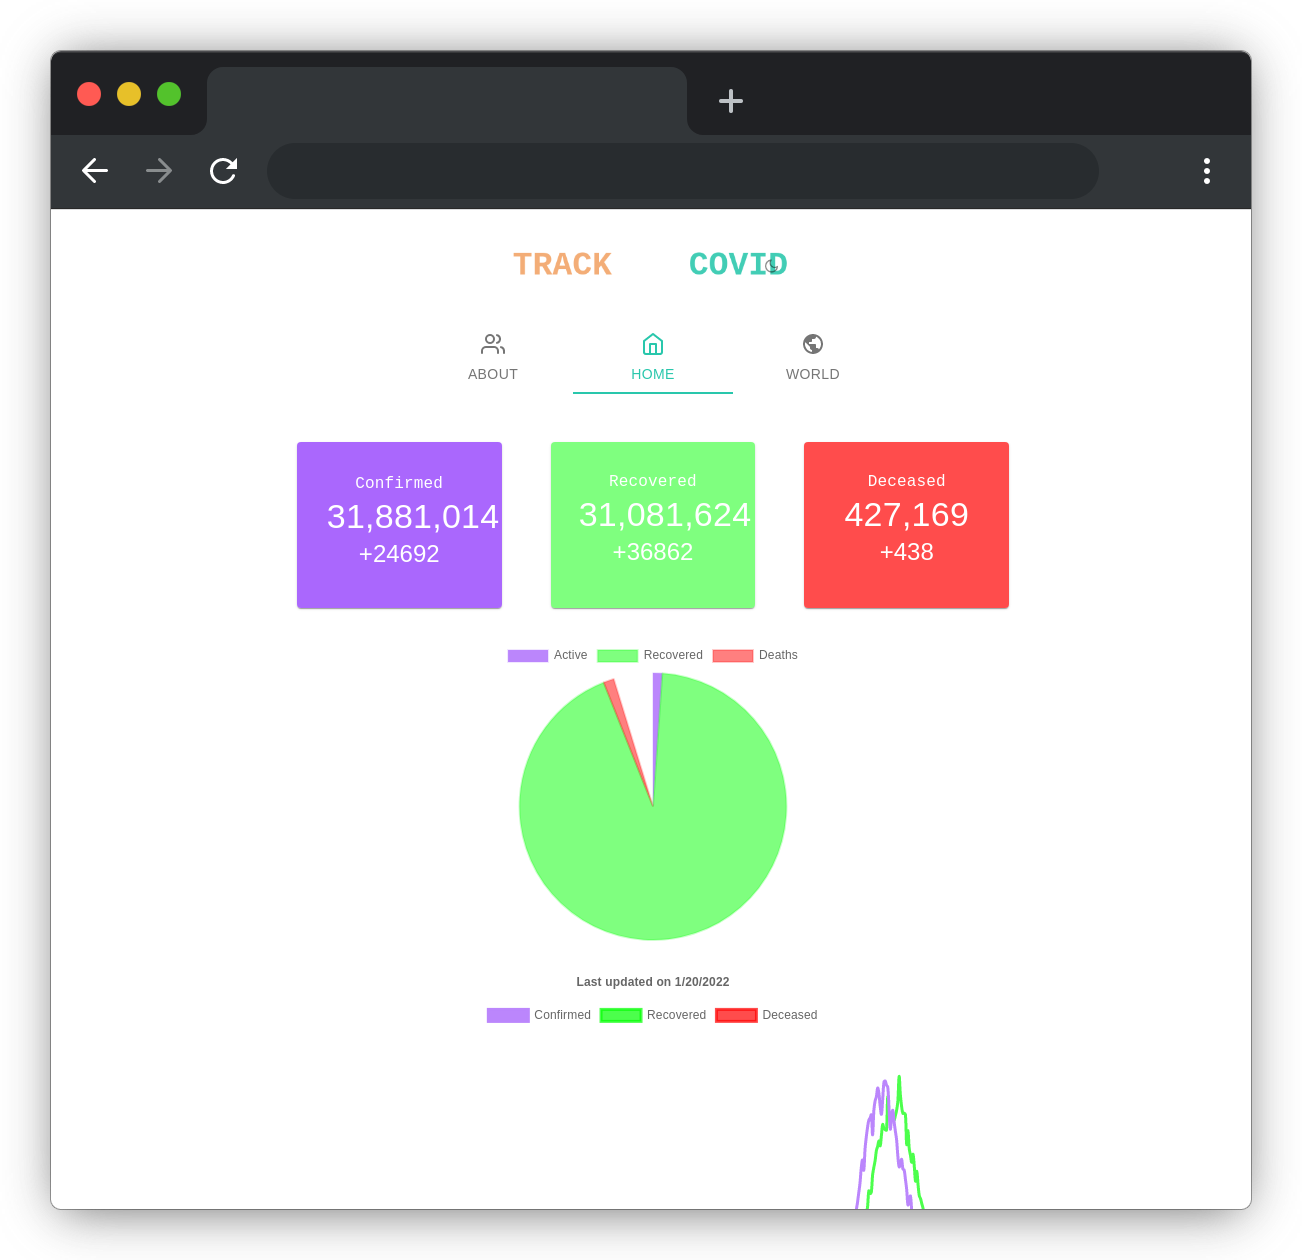 TRACK COVID
ABOUT HOME WORLD
Confirmed Recovered Deceased
31,881,014 31,081,624 427,169
+24692 +36862 +438
Active Recovered Deaths
Last updated on 1/20/2022
Confirmed Recovered Deceased